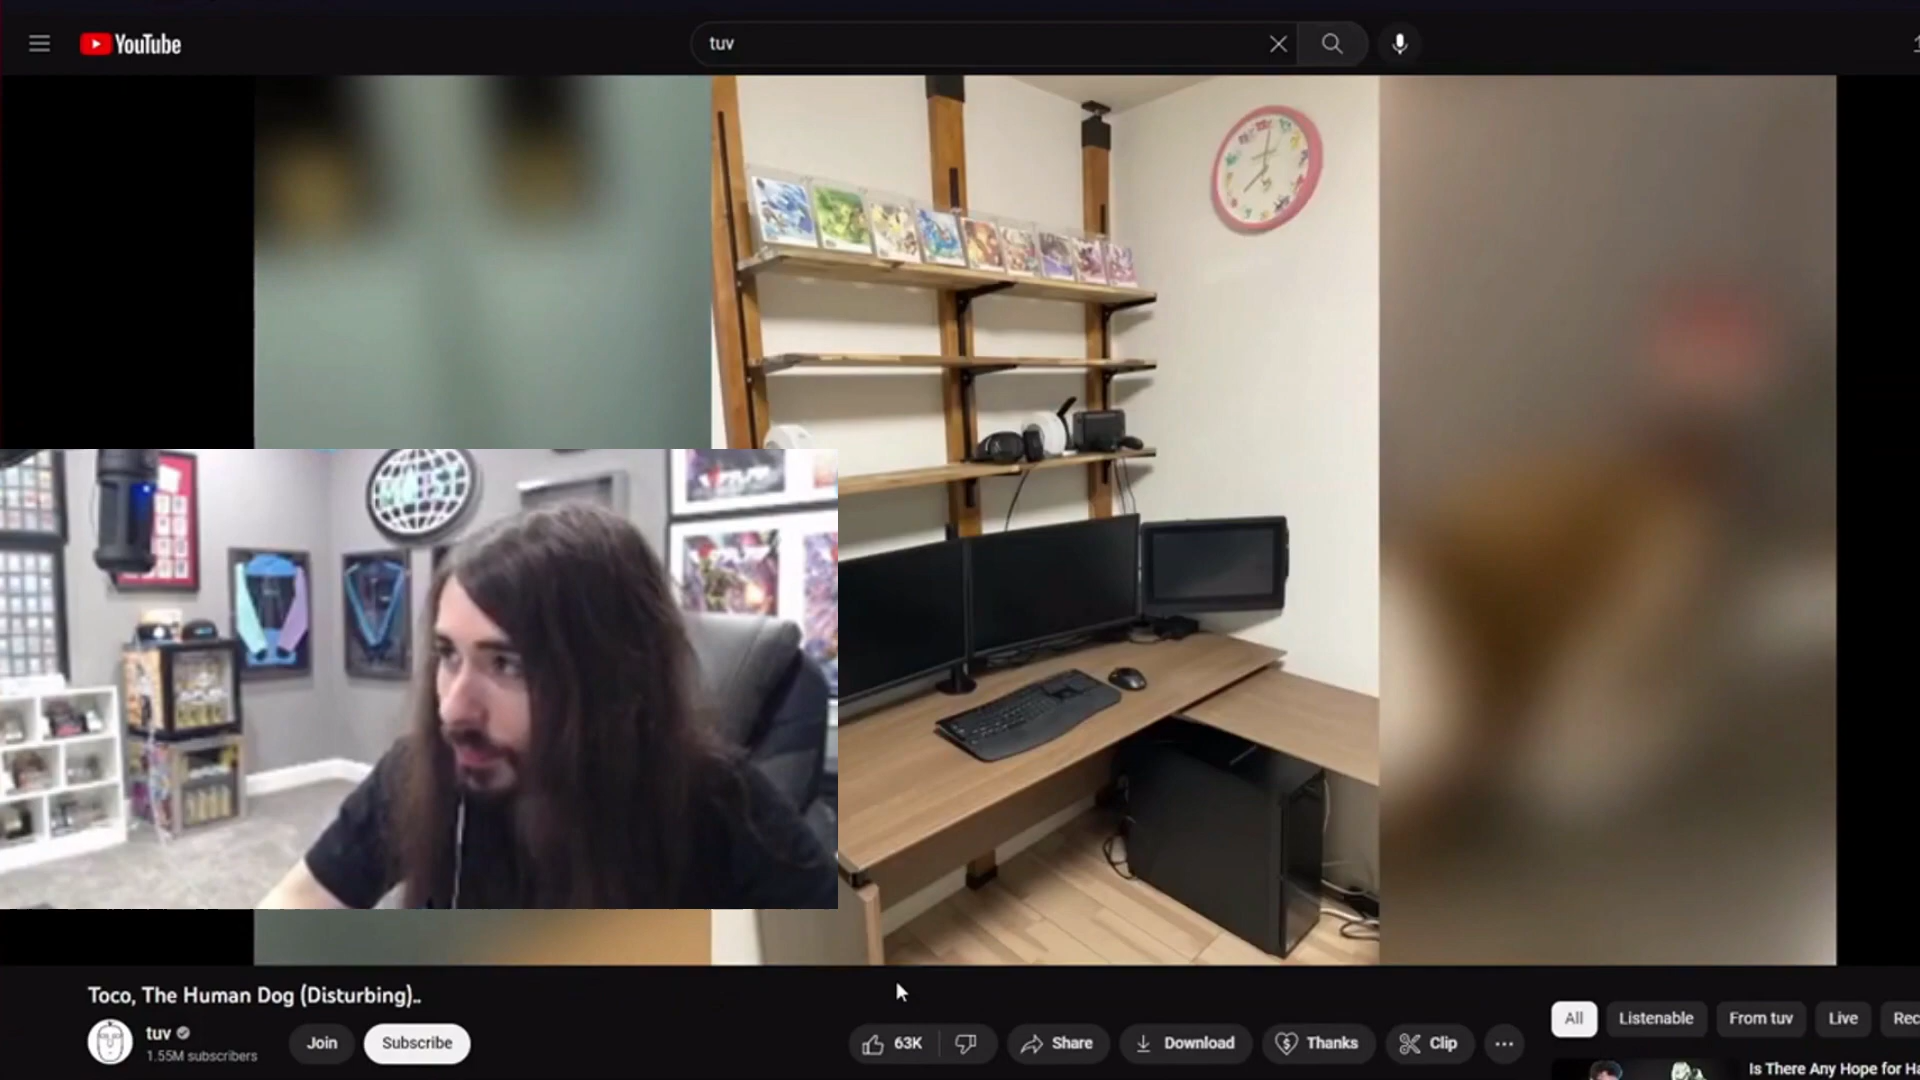 YouTube
tuv
MOIST
Toco, The Human Dog (Disturbing)..
tuv
1.55M subscribers
Join
Subscribe
63K
Share
Download
Thanks
Clip
All
Listenable
From tuv
Live
Rec
Is There Any Hope for Ha